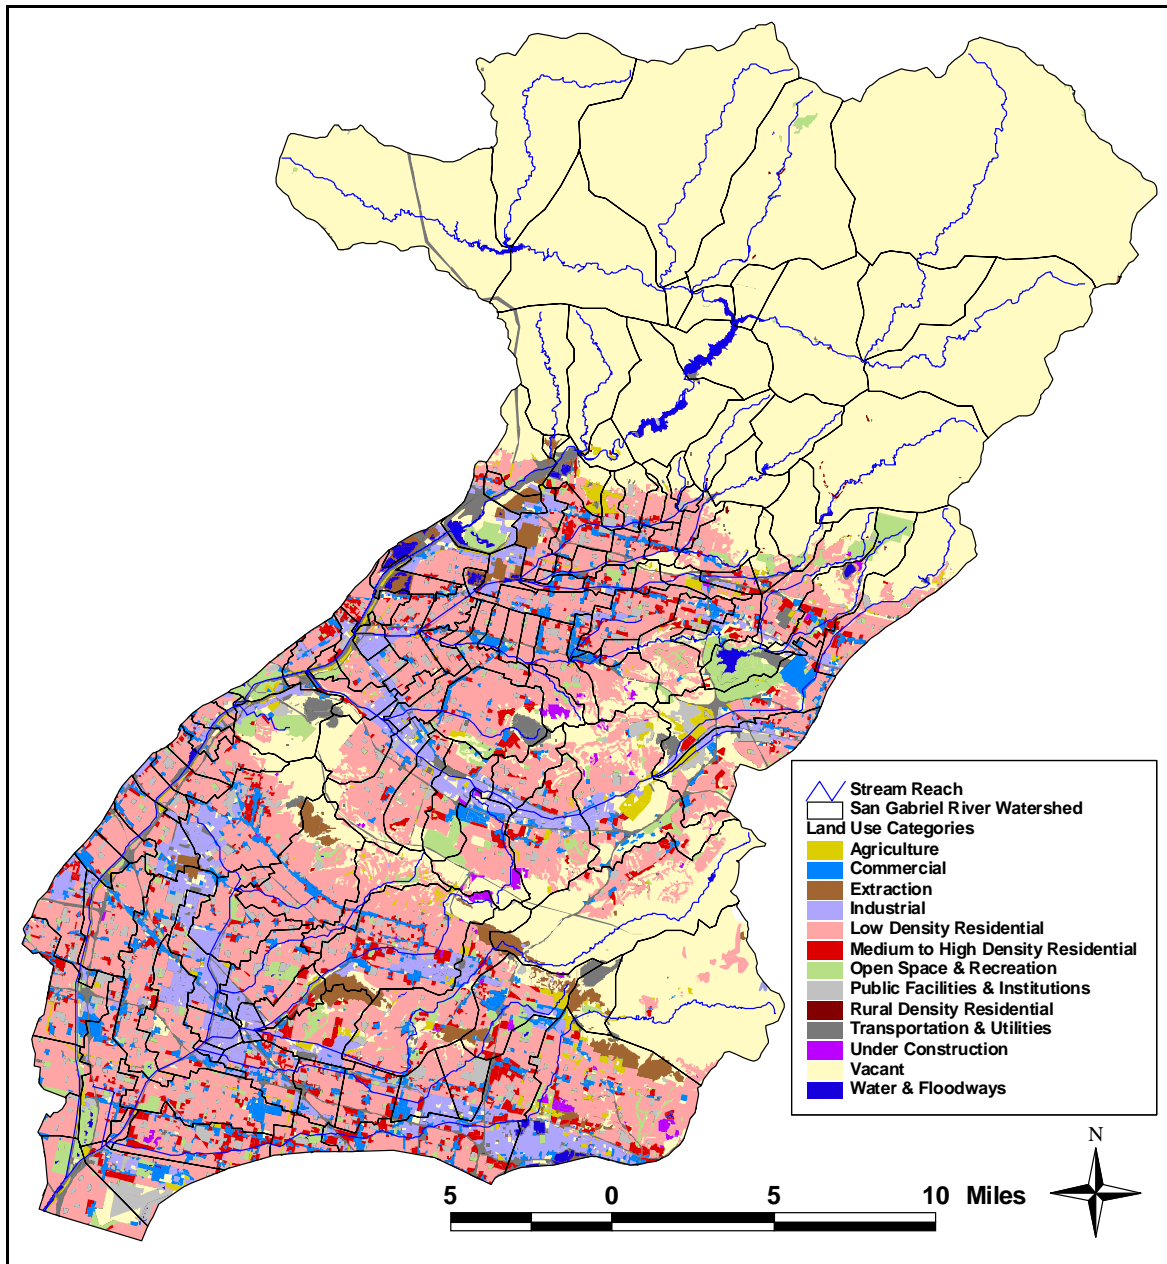 Stream Reach
San Gabriel River Watershed
Land Use Categories
Agriculture
Commercial
Extraction
Industrial
Low Density Residential
Medium to High Density Residential
Open Space & Recreation
Public Facilities & Institutions
Rural Density Residential
Transportation & Utilities
Under Construction
Vacant
Water & Floodways
N
5 0 5 10 Miles